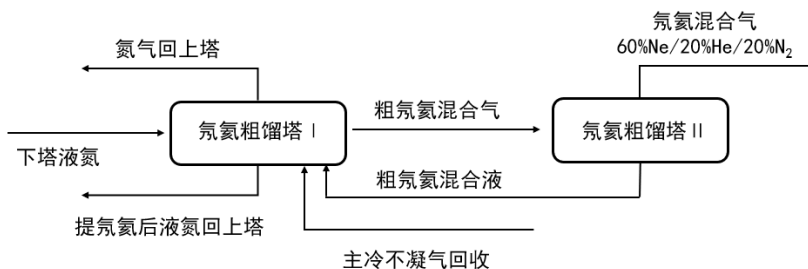 氮气回上塔
氖氦混合气
60%Ne/20%He/20%N₂
下塔液氮
氖氦粗馏塔Ⅰ
粗氖氦混合气
氖氦粗馏塔Ⅱ
粗氖氦混合液
提氖氦后液氮回上塔
主冷不凝气回收